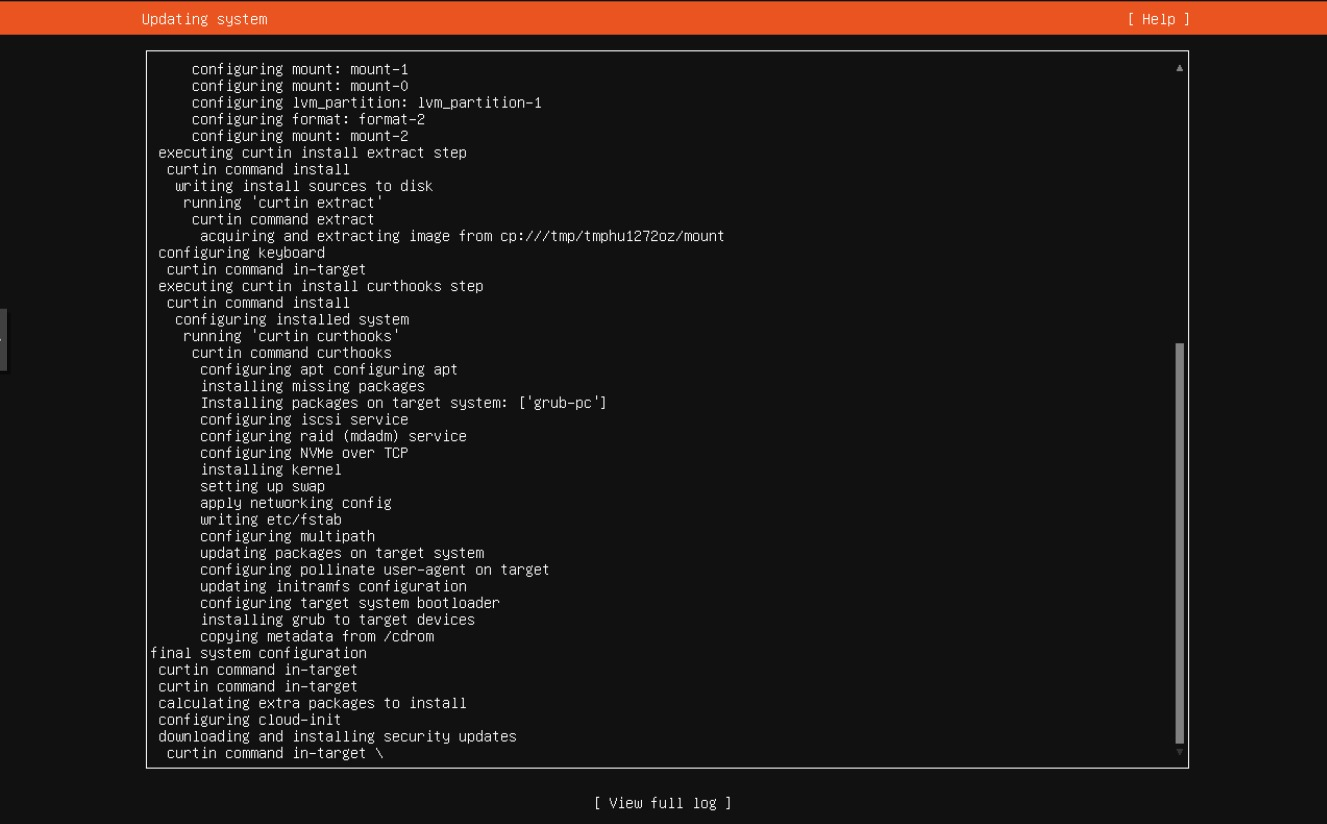 Updating system
[ Help ]
configuring mount: mount-1
configuring mount: mount-0
configuring lvm_partition: lvm_partition-1
configuring format: format-2
configuring mount: mount-2
executing curtin install extract step
curtin command install
writing install sources to disk
running 'curtin extract'
curtin command extract
acquiring and extracting image from cp:///tmp/tmphu1272oz/mount
configuring keyboard
curtin command in-target
executing curtin install curthooks step
curtin command install
configuring installed system
running 'curtin curthooks'
curtin command curthooks
configuring apt configuring apt
installing missing packages
Installing packages on target system: ['grub-pc']
configuring iscsi service
configuring raid (mdadm) service
configuring NVMe over TCP
installing kernel
setting up swap
apply networking config
writing etc/fstab
configuring multipath
updating packages on target system
configuring pollinate user-agent on target
updating initramfs configuration
configuring target system bootloader
installing grub to target devices
copying metadata from /cdrom
final system configuration
curtin command in-target
curtin command in-target
calculating extra packages to install
configuring cloud-init
downloading and installing security updates
curtin command in-target \
[ View full log ]